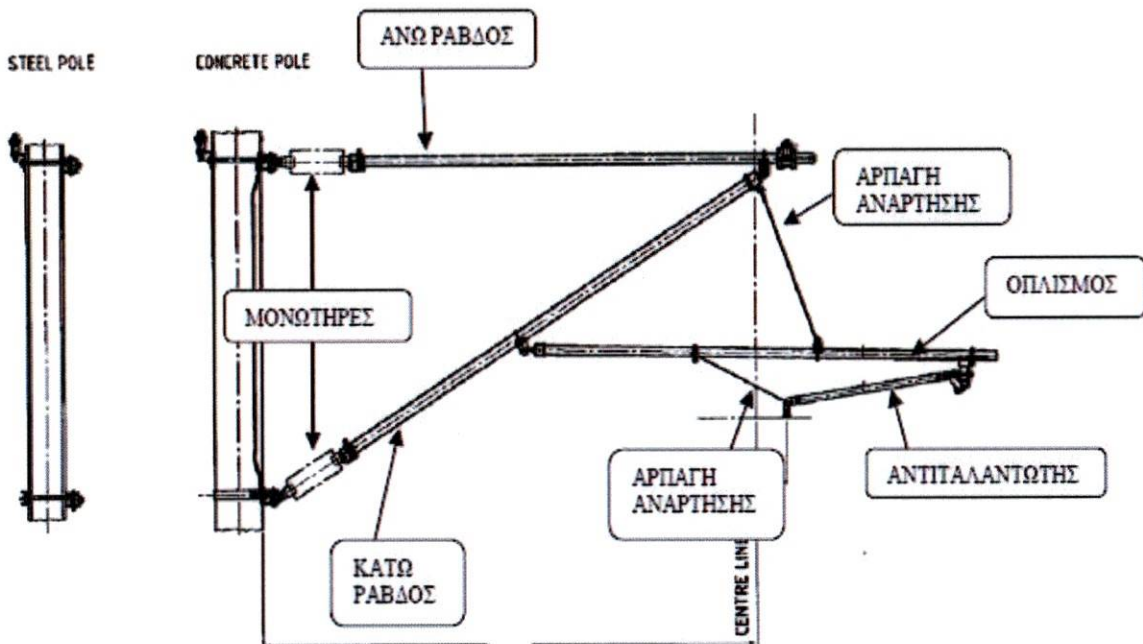 ΑΝΩ ΡΑΒΔΟΣ
STEEL POLE
CONCRETE POLE
ΑΡΠΑΓΗ
ΑΝΑΡΤΗΣΗΣ
ΟΠΛΙΣΜΟΣ
ΜΟΝΩΤΗΡΕΣ
ΑΡΠΑΓΗ
ΑΝΑΡΤΗΣΗΣ
ΑΝΤΙΤΑΛΑΝΤΩΤΗΣ
ΚΑΤΩ
ΡΑΒΔΟΣ
CENTRE LINE